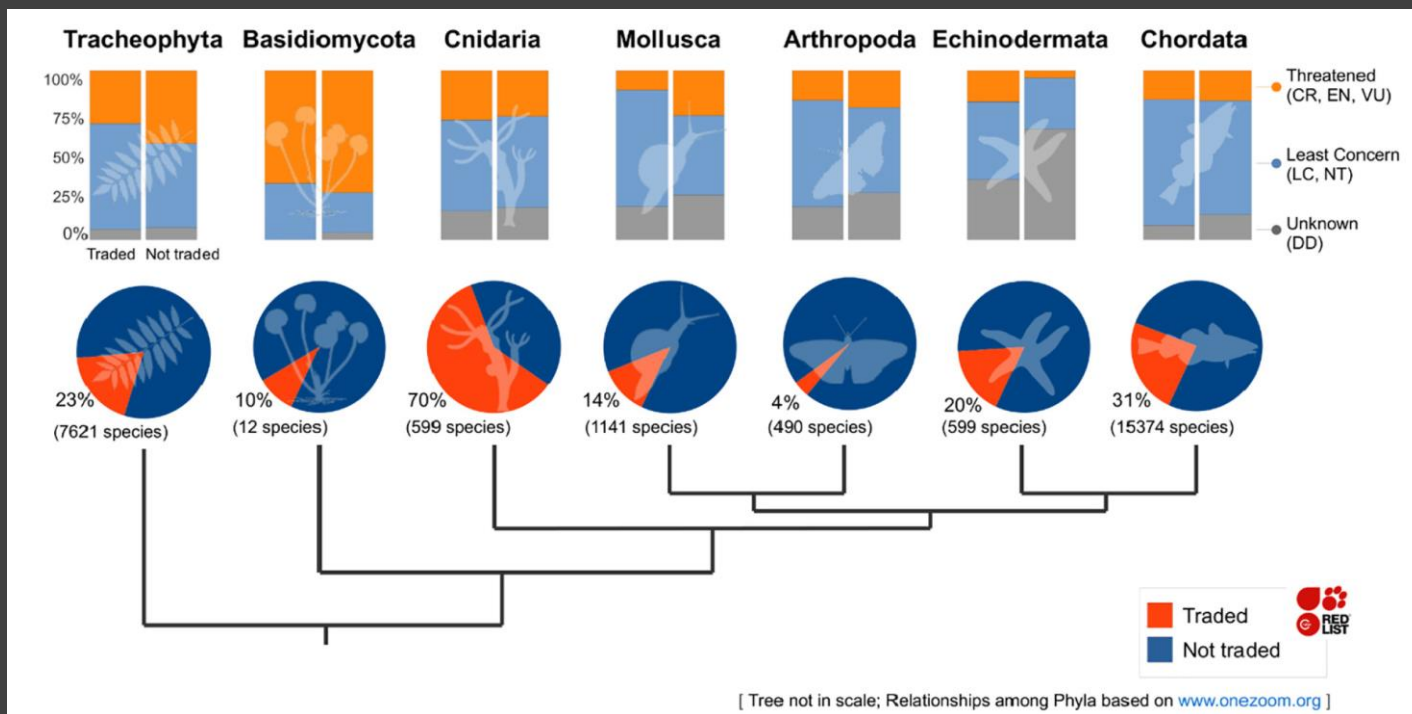 Tracheophyta Basidiomycota Cnidaria Mollusca Arthropoda Echinodermata Chordata
100%
75%
50%
25%
0%
Traded Not traded
Threatened
(CR, EN, VU)
Least Concern
(LC, NT)
Unknown
(DD)
23% 10% 70% 14% 4% 20% 31%
(7621 species) (12 species) (599 species) (1141 species) (490 species) (599 species) (15374 species)
Traded
Not traded
RED
LIST
[ Tree not in scale; Relationships among Phyla based on www.onezoom.org ]